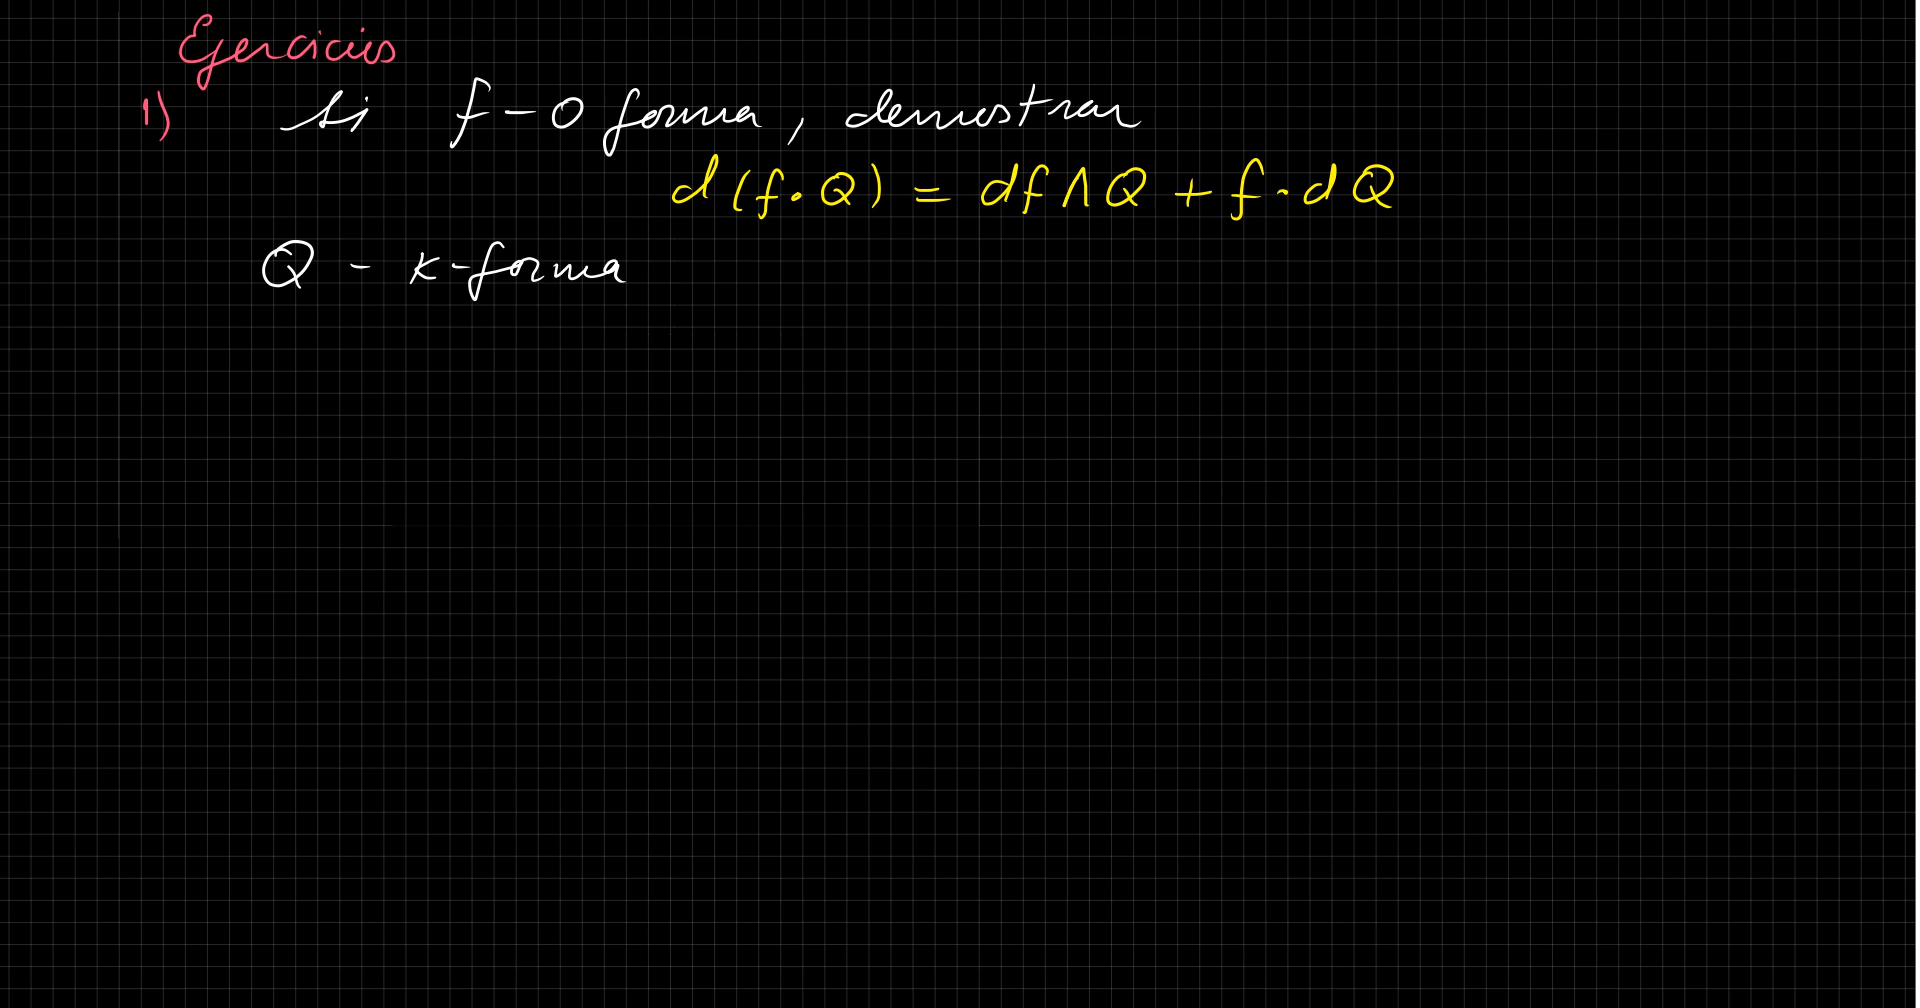 Ejercicios
1) si f - 0 forma, demostrar
d(f·Q) = df ∧ Q + f·dQ
Q - k-forma